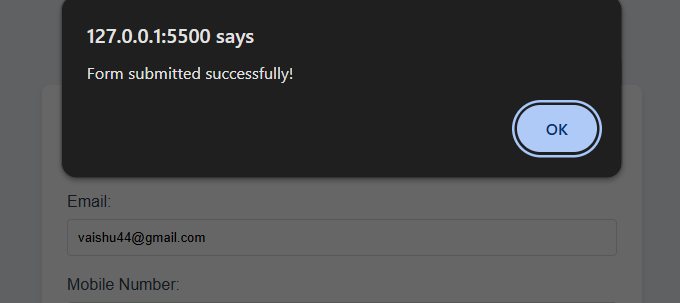 127.0.0.1:5500 says
Form submitted successfully!
OK
Email:
vaishu44@gmail.com
Mobile Number: